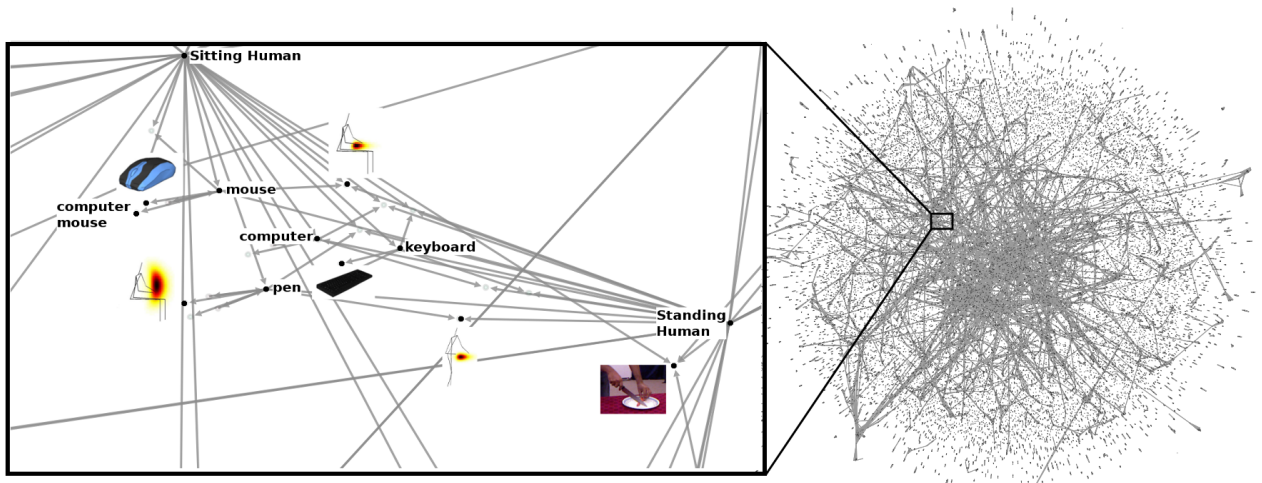 Sitting Human
mouse
computer
mouse
computer
keyboard
pen
Standing
Human